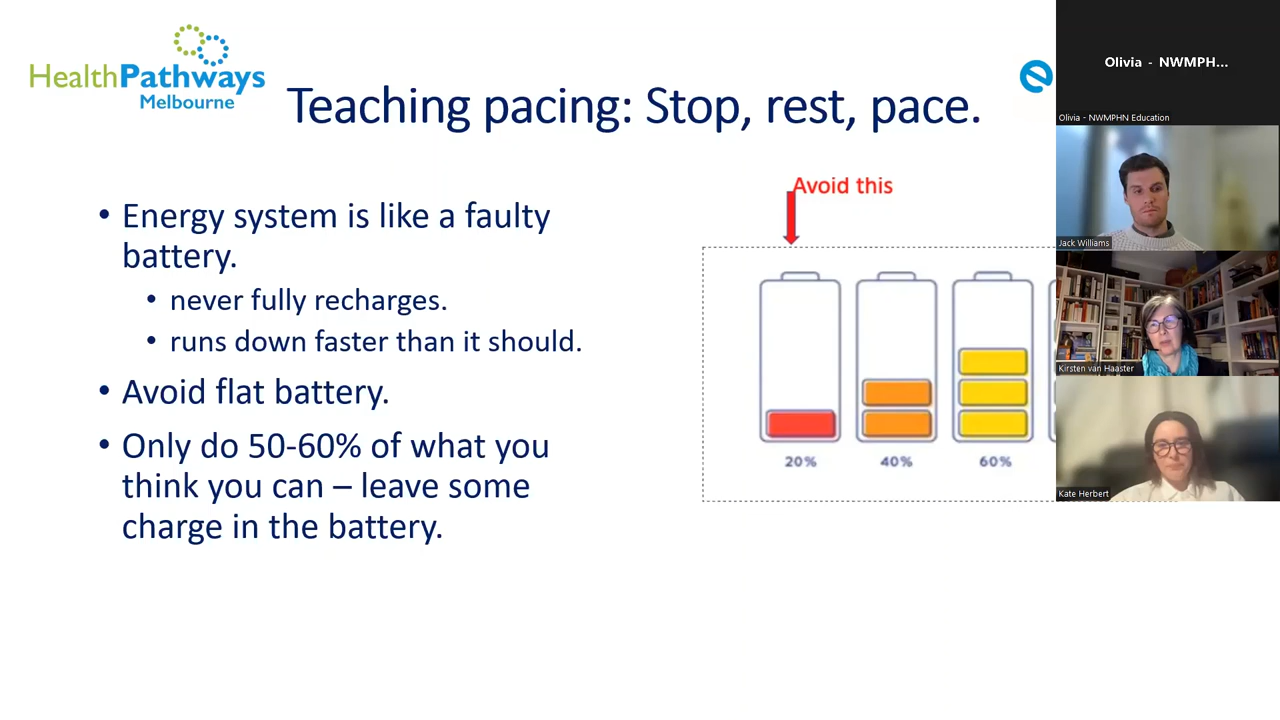 HealthPathways
Melbourne
Teaching pacing: Stop, rest, pace.
• Energy system is like a faulty
battery.
• never fully recharges.
• runs down faster than it should.
• Avoid flat battery.
• Only do 50-60% of what you
think you can – leave some
charge in the battery.
Avoid this
20%
40%
60%
Olivia - NWMPH...
Olivia - NWMPHN Education
Jack Williams
Kirsten van Haaster
Kate Herbert